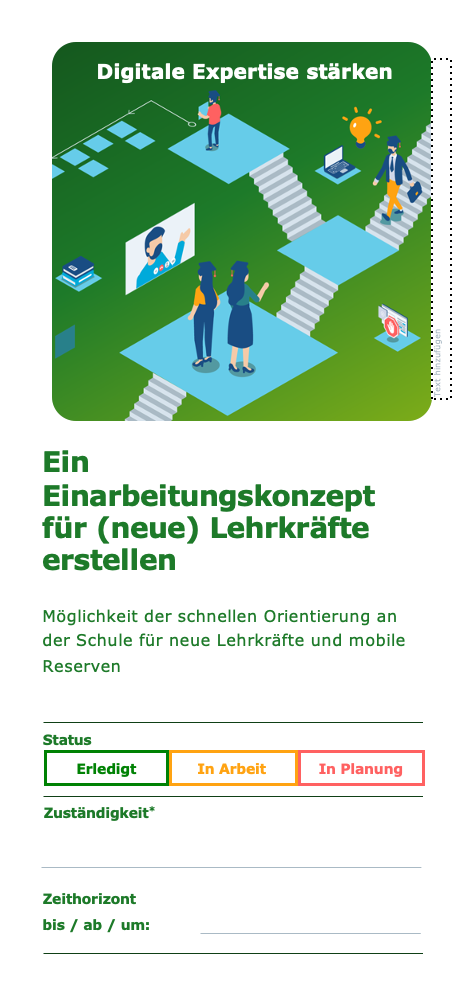 Digitale Expertise stärken
Text hinzufügen
Ein
Einarbeitungskonzept
für (neue) Lehrkräfte
erstellen
Möglichkeit der schnellen Orientierung an
der Schule für neue Lehrkräfte und mobile
Reserven
Status
Erledigt In Arbeit In Planung
Zuständigkeit*
Zeithorizont
bis / ab / um: